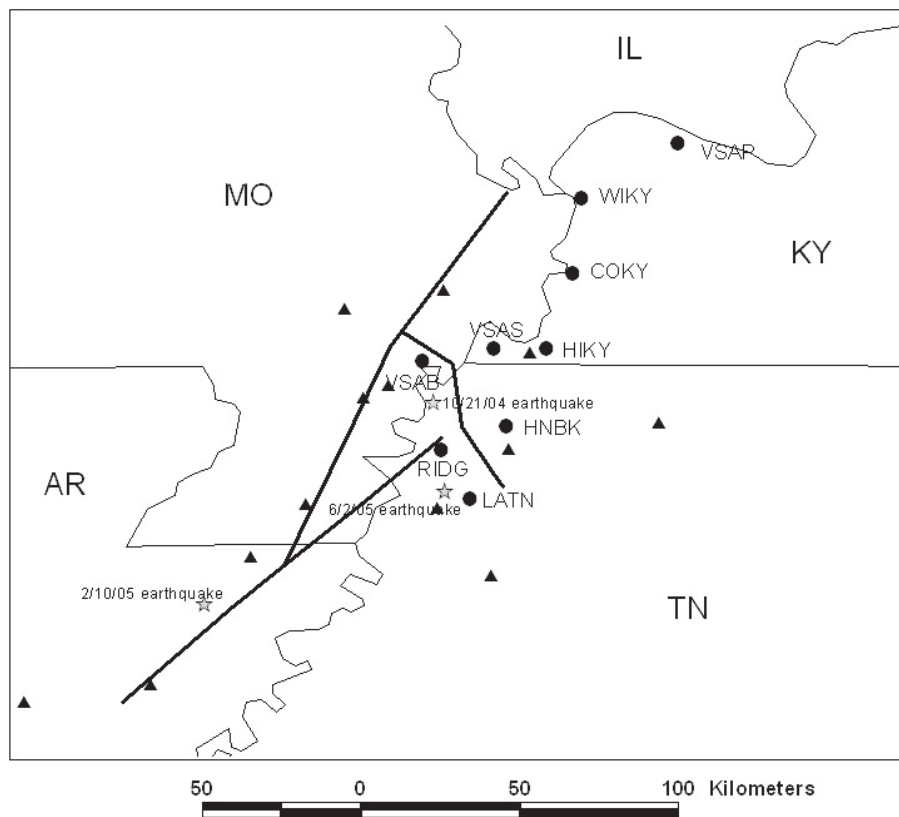 IL
VSAP
MO
WIKY
KY
COKY
VSAS
HIKY
VSAB
10/21/04 earthquake
HNBK
RIDG
AR
LATN
6/2/05 earthquake
2/10/05 earthquake
TN
50 0 50 100 Kilometers